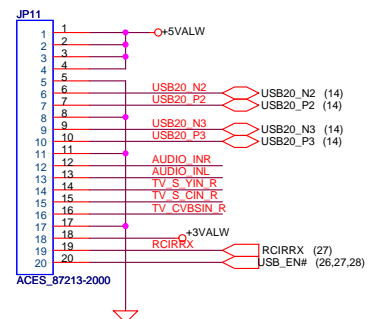 JP11
1 1 +5VALW
2 2
3 3
4 4
5 5
6 6 USB20_N2 USB20_N2 (14)
7 7 USB20_P2 USB20_P2 (14)
8 8
9 9 USB20_N3 USB20_N3 (14)
10 10 USB20_P3 USB20_P3 (14)
11 11
12 12 AUDIO_INR
13 13 AUDIO_INL
14 14 TV_S_YIN_R
15 15 TV_S_CIN_R
16 16 TV_CVBSIN_R
17 17
18 18 +3VALW
19 19 RCIRRX RCIRRX (27)
20 20 USB_EN# (26,27,28)
ACES_87213-2000